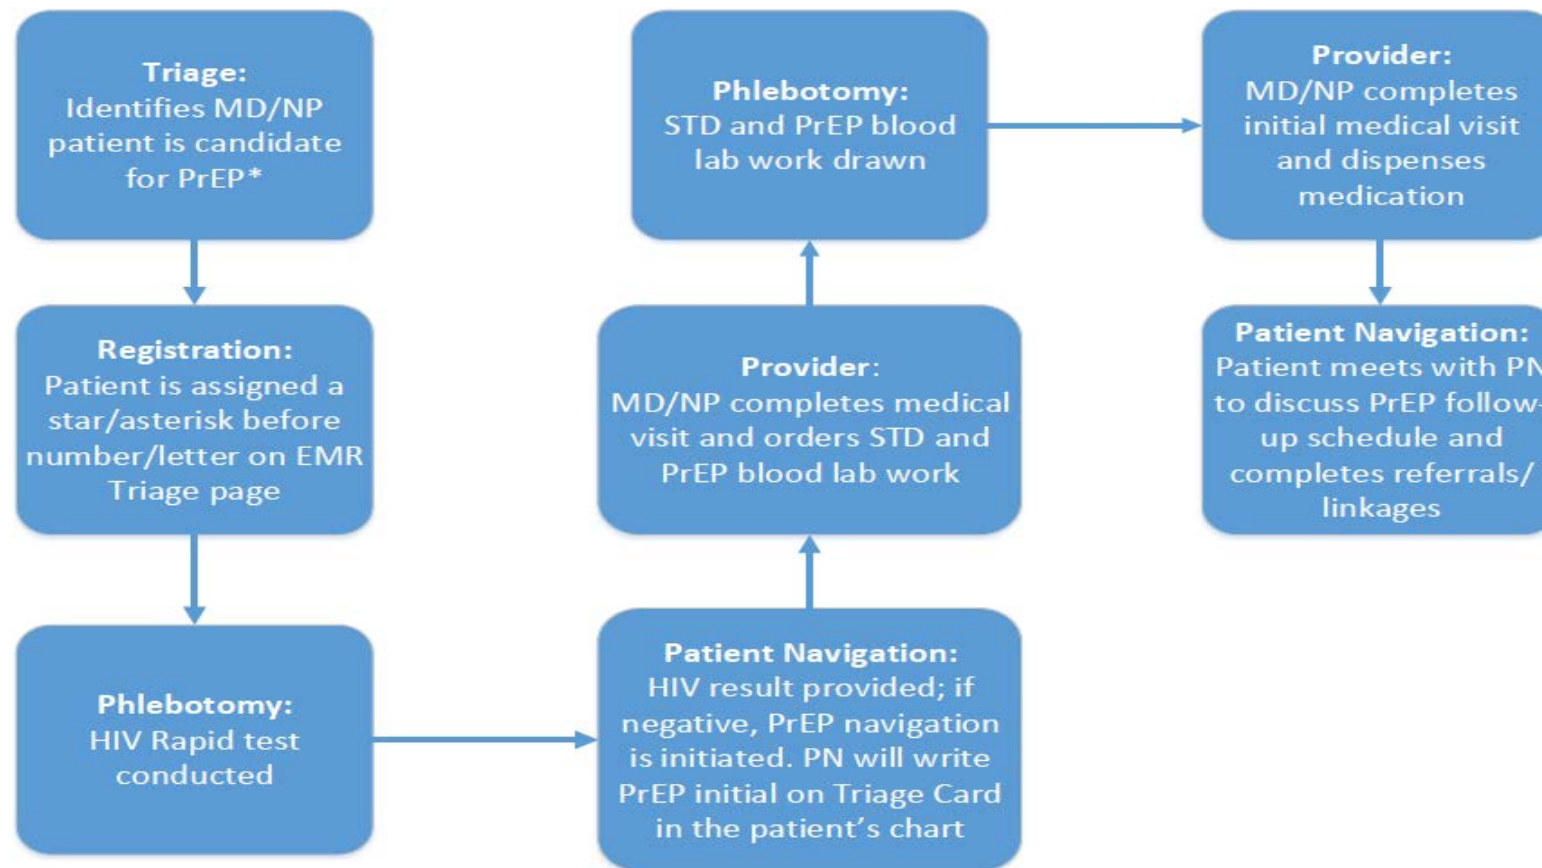 Triage:
Identifies MD/NP
patient is candidate
for PrEP*
Registration:
Patient is assigned a
star/asterisk before
number/letter on EMR
Triage page
Phlebotomy:
HIV Rapid test
conducted
Patient Navigation:
HIV result provided; if
negative, PrEP navigation
is initiated. PN will write
PrEP initial on Triage Card
in the patient’s chart
Provider:
MD/NP completes medical
visit and orders STD and
PrEP blood lab work
Phlebotomy:
STD and PrEP blood
lab work drawn
Provider:
MD/NP completes
initial medical visit
and dispenses
medication
Patient Navigation:
Patient meets with PN
to discuss PrEP follow-
up schedule and
completes referrals/
linkages